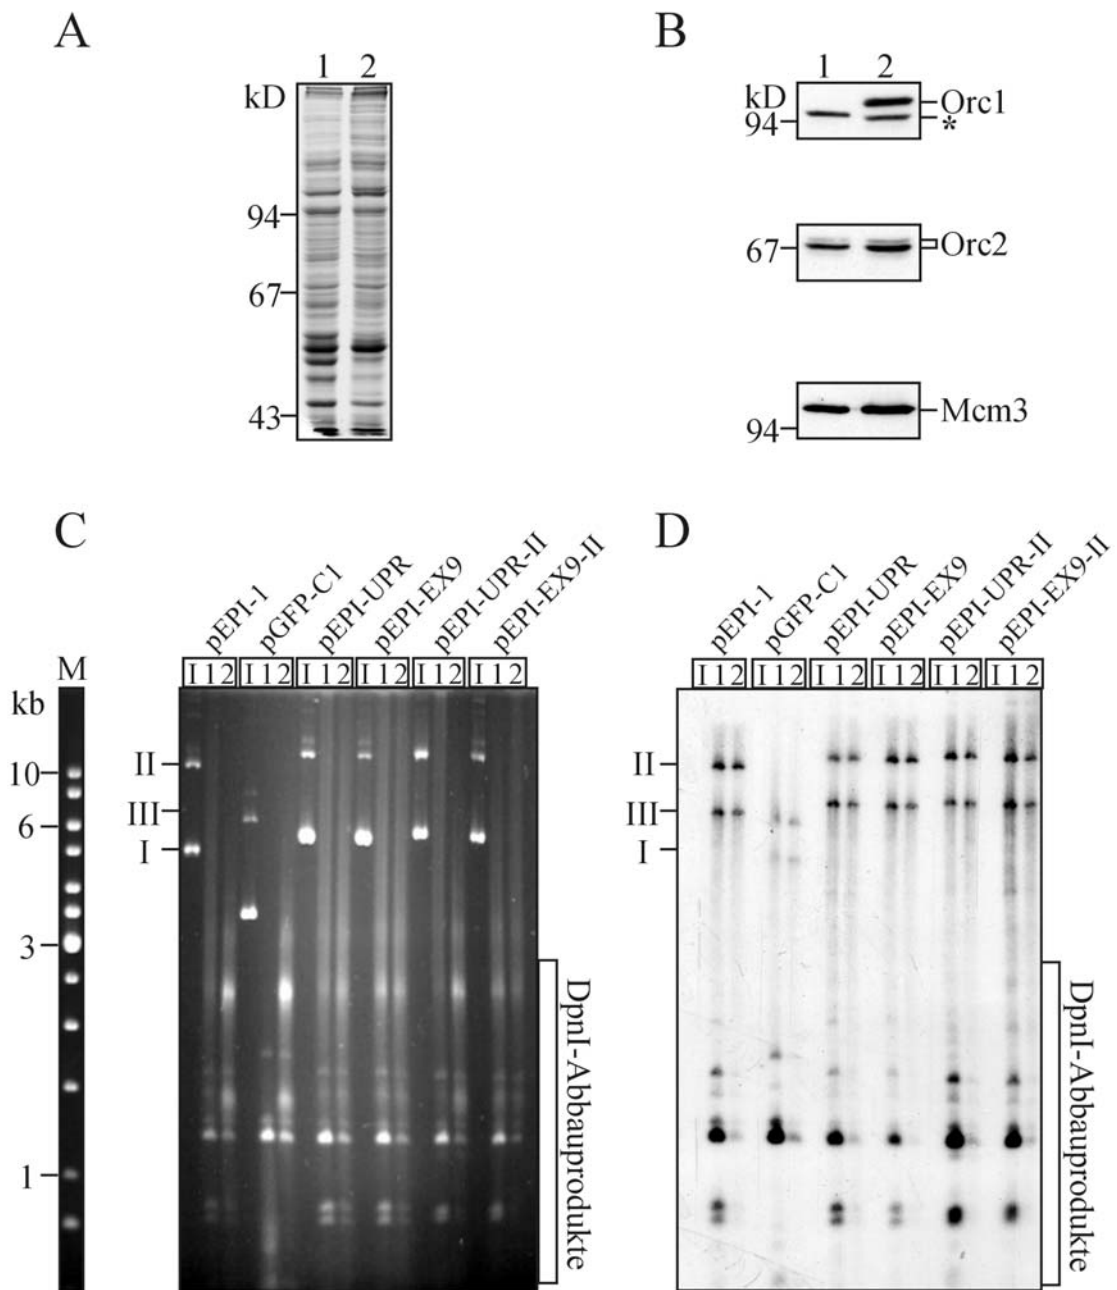 A
1 2
kD
94
67
43
B
1 2
kD
94
Orc1
*
67
Orc2
94
Mcm3
C
pEPI-1
pGFP-C1
pEPI-UPR
pEPI-EX9
pEPI-UPR-II
pEPI-EX9-II
M
I 1 2 I 1 2 I 1 2 I 1 2 I 1 2 I 1 2
kb
10
6
3
1
II
III
I
DpnI-Abbauprodukte
D
pEPI-1
pGFP-C1
pEPI-UPR
pEPI-EX9
pEPI-UPR-II
pEPI-EX9-II
I 1 2 I 1 2 I 1 2 I 1 2 I 1 2 I 1 2
II
III
I
DpnI-Abbauprodukte